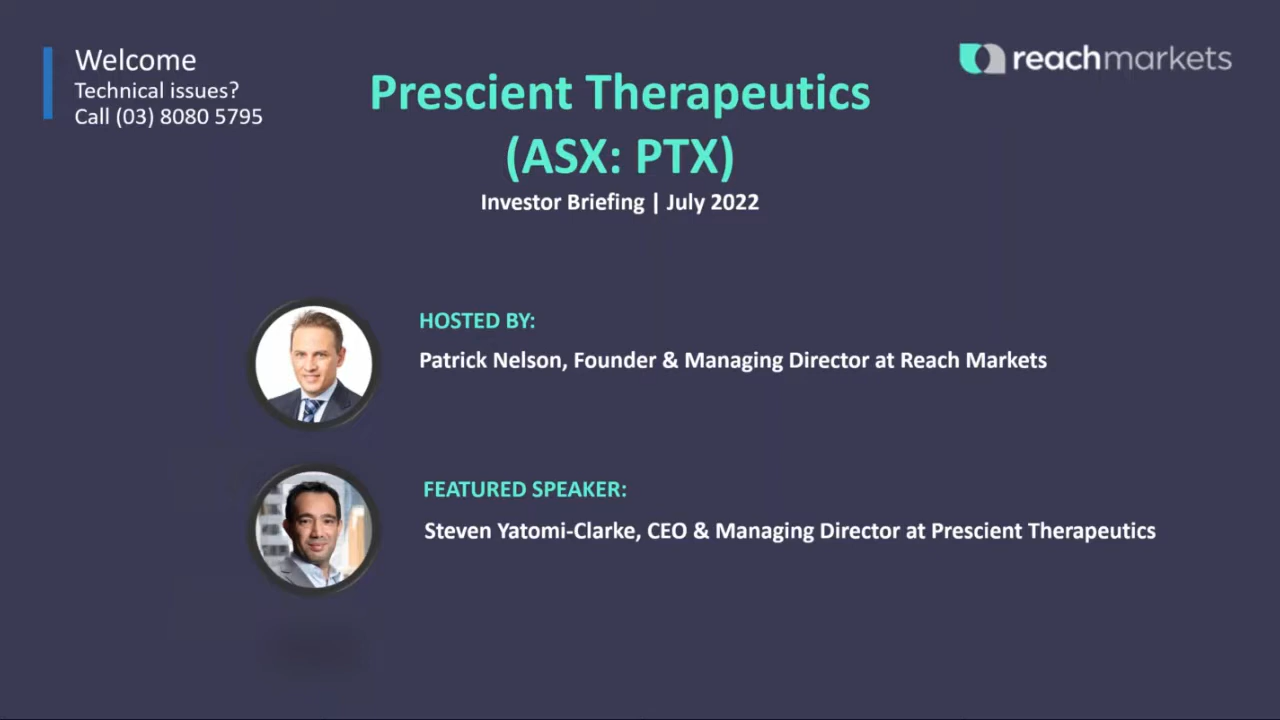 Welcome
Technical issues?
Call (03) 8080 5795
reachmarkets
Prescient Therapeutics
(ASX: PTX)
Investor Briefing | July 2022
HOSTED BY:
Patrick Nelson, Founder & Managing Director at Reach Markets
FEATURED SPEAKER:
Steven Yatomi-Clarke, CEO & Managing Director at Prescient Therapeutics